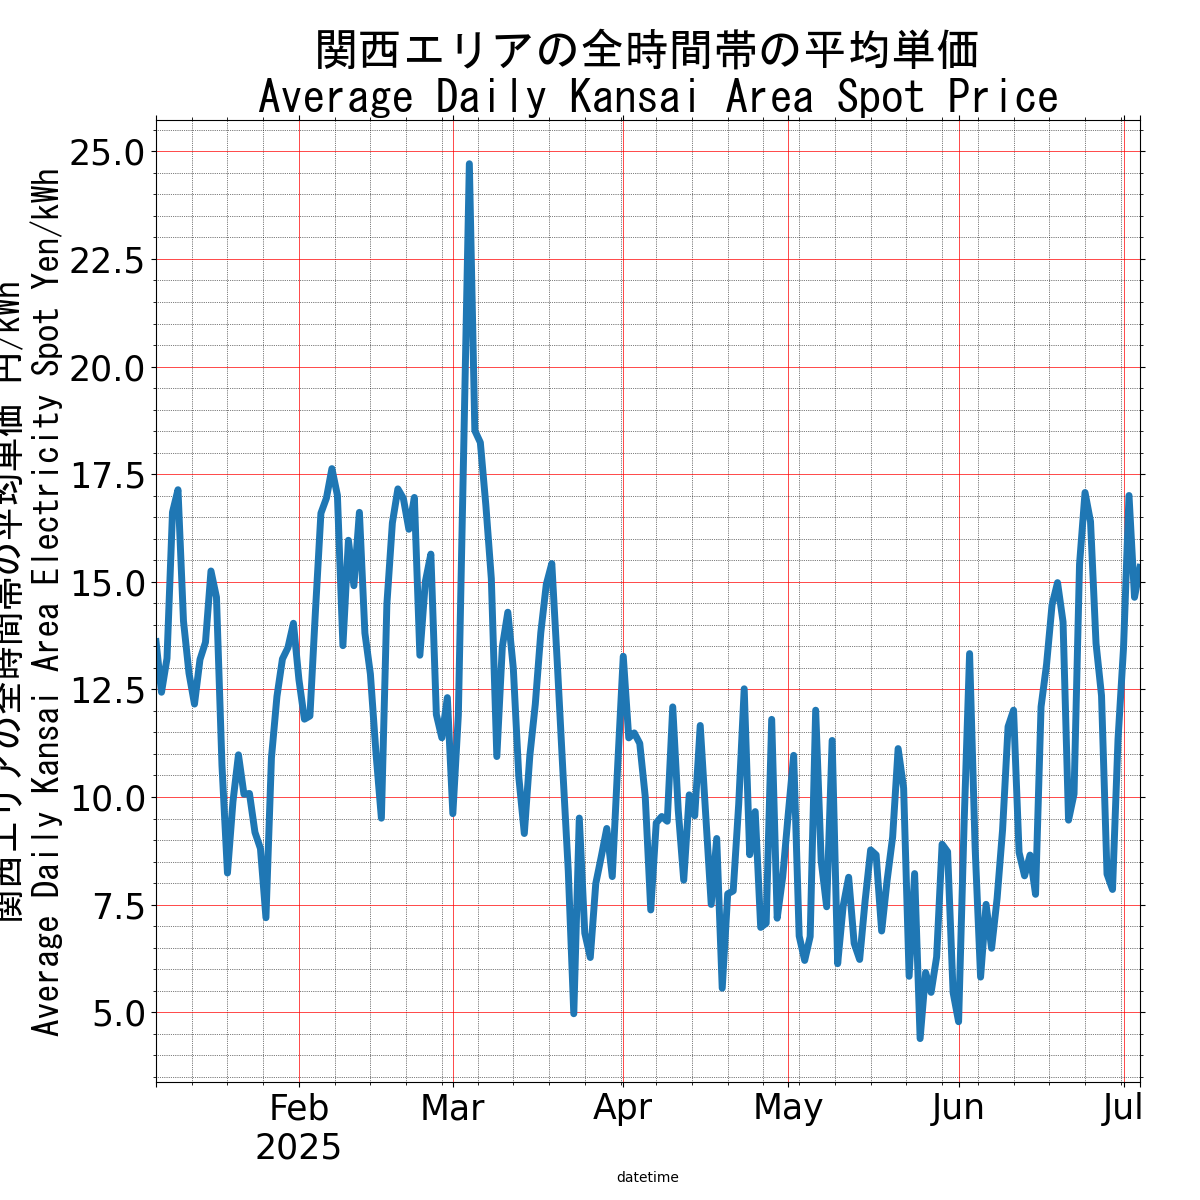 関西エリアの全時間帯の平均単価
Average Daily Kansai Area Spot Price
関西エリアの全時間帯の平均単価 円/kWh
Average Daily Kansai Area Electricity Spot Yen/kWh
25.0
22.5
20.0
17.5
15.0
12.5
10.0
7.5
5.0
Feb
2025
Mar
Apr
May
Jun
Jul
datetime